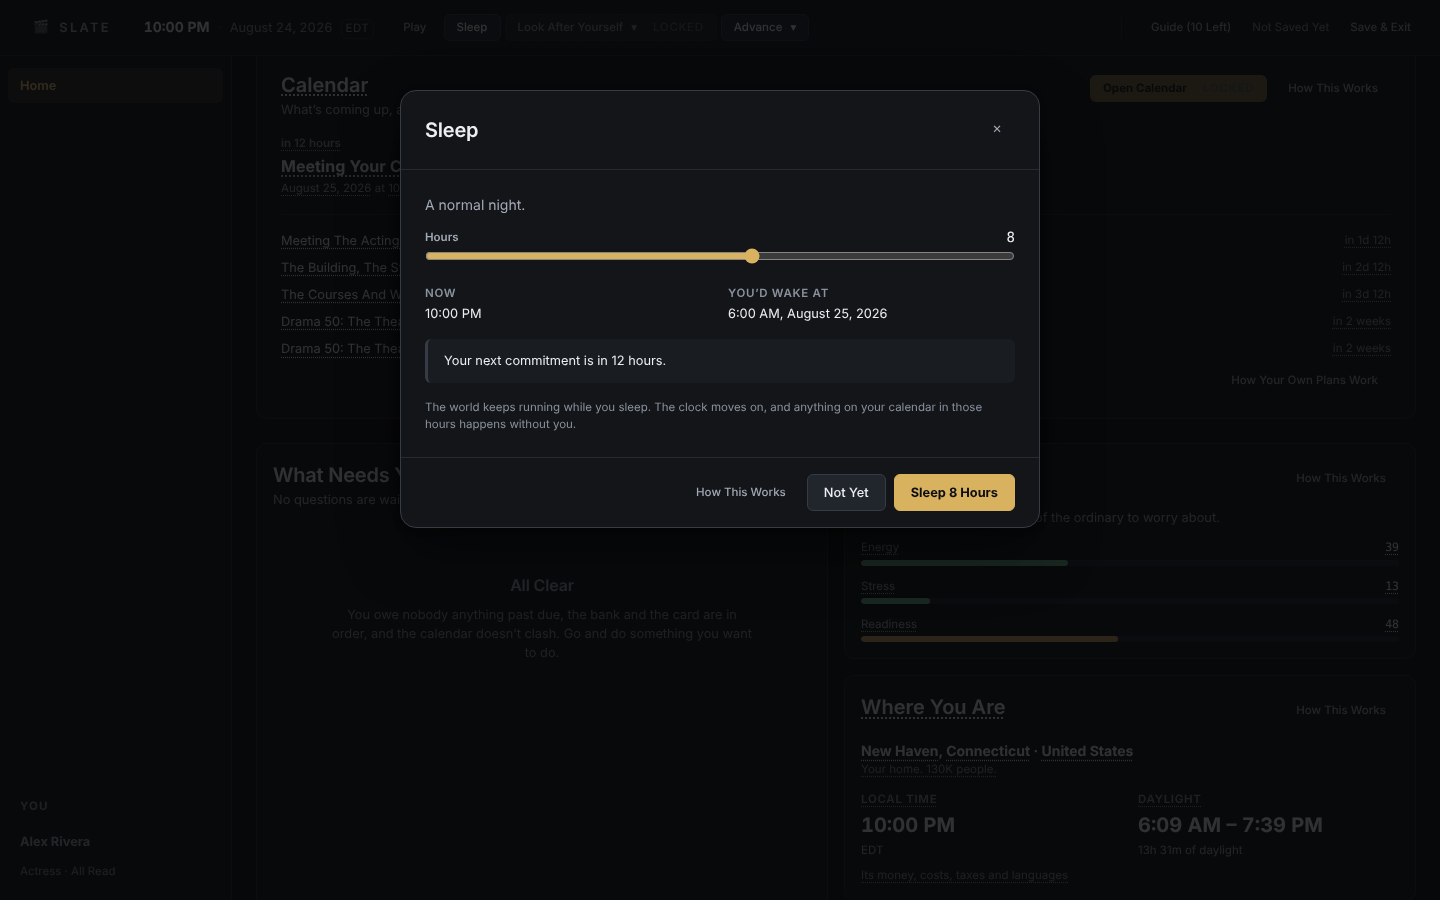 SLATE
10:00 PM
August 24, 2026 EDT
Play
Sleep
Look After Yourself ▾ LOCKED
Advance ▾
Guide (10 Left)
Not Saved Yet
Save & Exit
Home
Calendar
What's coming up, a
Open Calendar
How This Works
in 12 hours
Meeting Your C
August 25, 2026 at 10
Meeting The Acting
in 1d 12h
The Building, The S
in 2d 12h
The Courses And W
in 3d 12h
Drama 50: The Thea
in 2 weeks
Drama 50: The Thea
in 2 weeks
How Your Own Plans Work
Sleep
×
A normal night.
Hours
8
NOW
YOU'D WAKE AT
10:00 PM
6:00 AM, August 25, 2026
Your next commitment is in 12 hours.
The world keeps running while you sleep. The clock moves on, and anything on your calendar in those
hours happens without you.
How This Works
Not Yet
Sleep 8 Hours
What Needs Y
No questions are wai
All Clear
You owe nobody anything past due, the bank and the card are in
order, and the calendar doesn't clash. Go and do something you want
to do.
How This Works
of the ordinary to worry about.
Energy
39
Stress
13
Readiness
48
Where You Are
How This Works
New Haven, Connecticut · United States
Your home. 130K people.
LOCAL TIME
DAYLIGHT
10:00 PM
6:09 AM – 7:39 PM
EDT
13h 31m of daylight
Its money, costs, taxes and languages
YOU
Alex Rivera
Actress · All Read